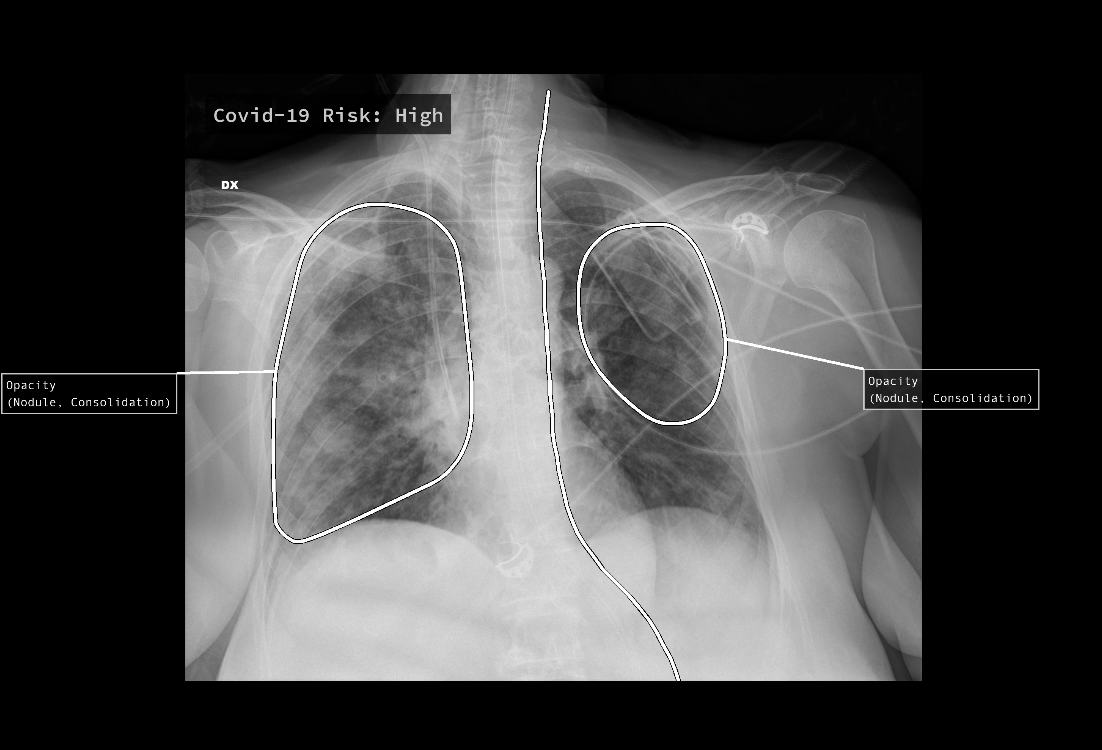 Covid-19 Risk: High
DX
Opacity
(Nodule, Consolidation)
Opacity
(Nodule, Consolidation)